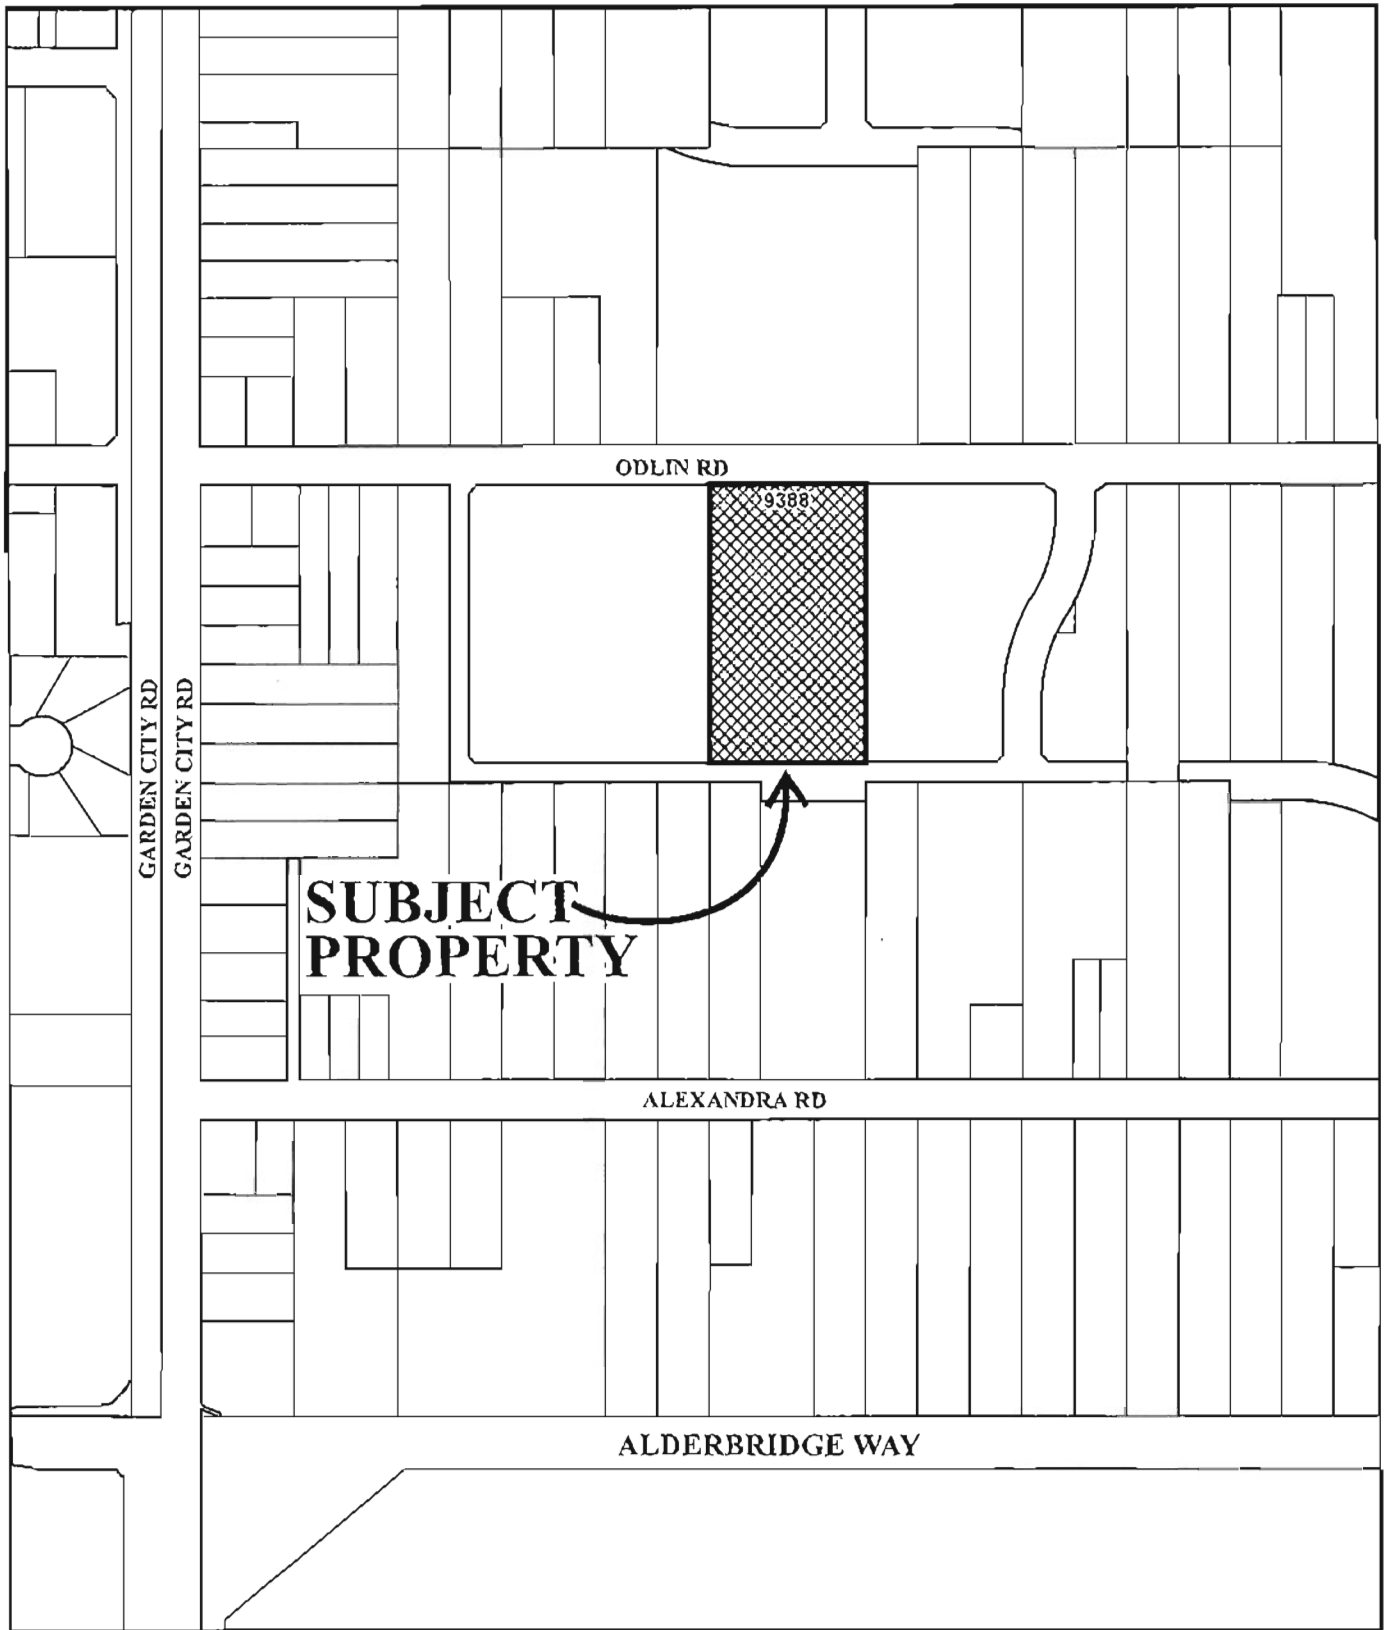 ODLIN RD
9388
GARDEN CITY RD
GARDEN CITY RD
SUBJECT
PROPERTY
ALEXANDRA RD
ALDERBRIDGE WAY